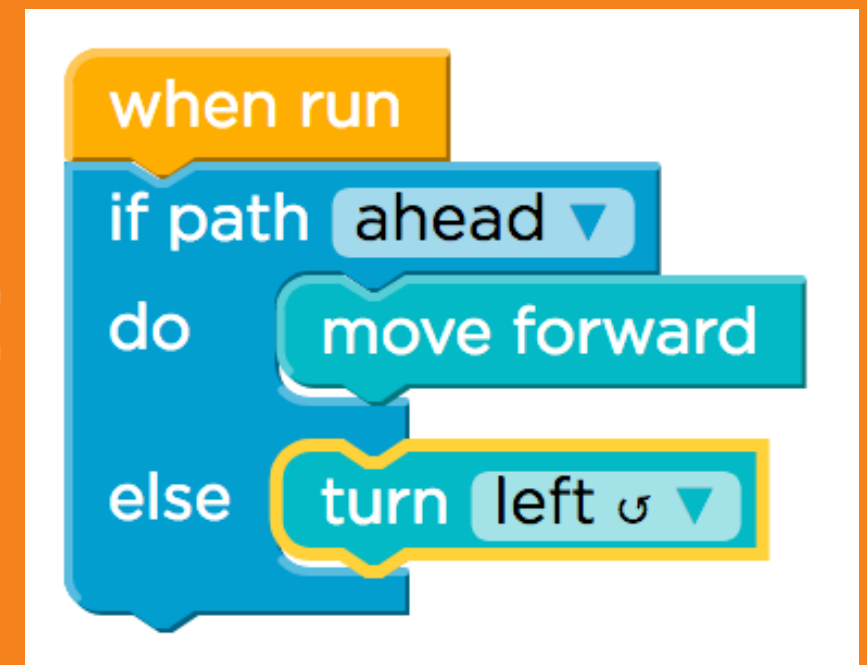 when run
if path ahead ▼
do move forward
else turn left ↺ ▼